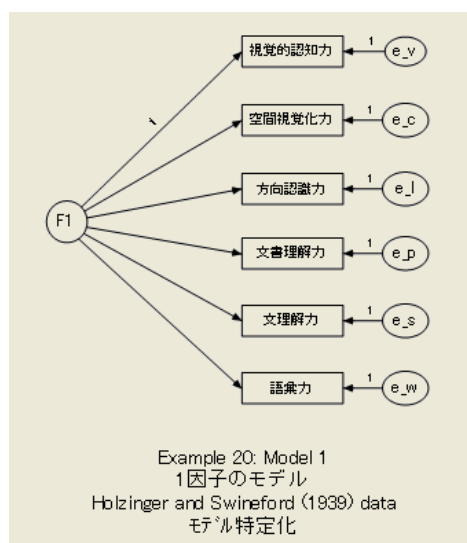 1
視覚的認知力
1
e_v
空間視覚化力
1
e_c
方向認識力
1
e_l
F1
文書理解力
1
e_p
文理解力
1
e_s
語彙力
1
e_w
Example 20: Model 1
1因子のモデル
Holzinger and Swineford (1939) data
モデル特定化